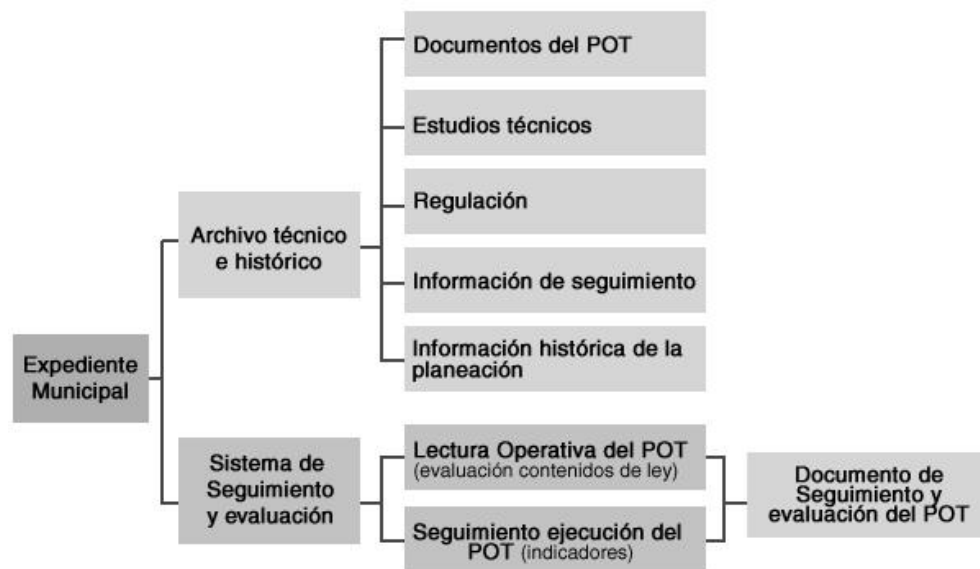 Documentos del POT
Estudios técnicos
Regulación
Archivo técnico
e histórico
Información de seguimiento
Información histórica de la
planeación
Expediente
Municipal
Sistema de
Seguimiento
y evaluación
Lectura Operativa del POT
(evaluación contenidos de ley)
Seguimiento ejecución del
POT (indicadores)
Documento de
Seguimiento y
evaluación del POT